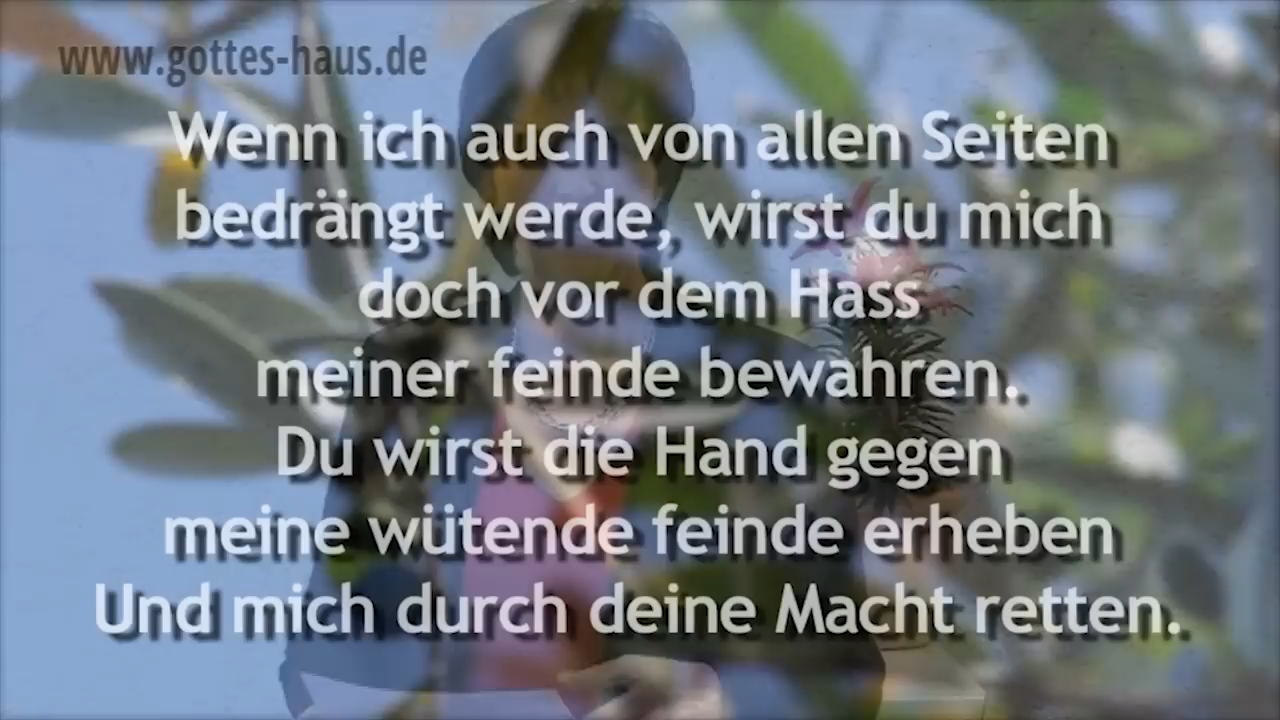 www.gottes-haus.de
Wenn ich auch von allen Seiten
bedrängt werde, wirst du mich
doch vor dem Hass
meiner feinde bewahren.
Du wirst die Hand gegen
meine wütende feinde erheben
Und mich durch deine Macht retten.